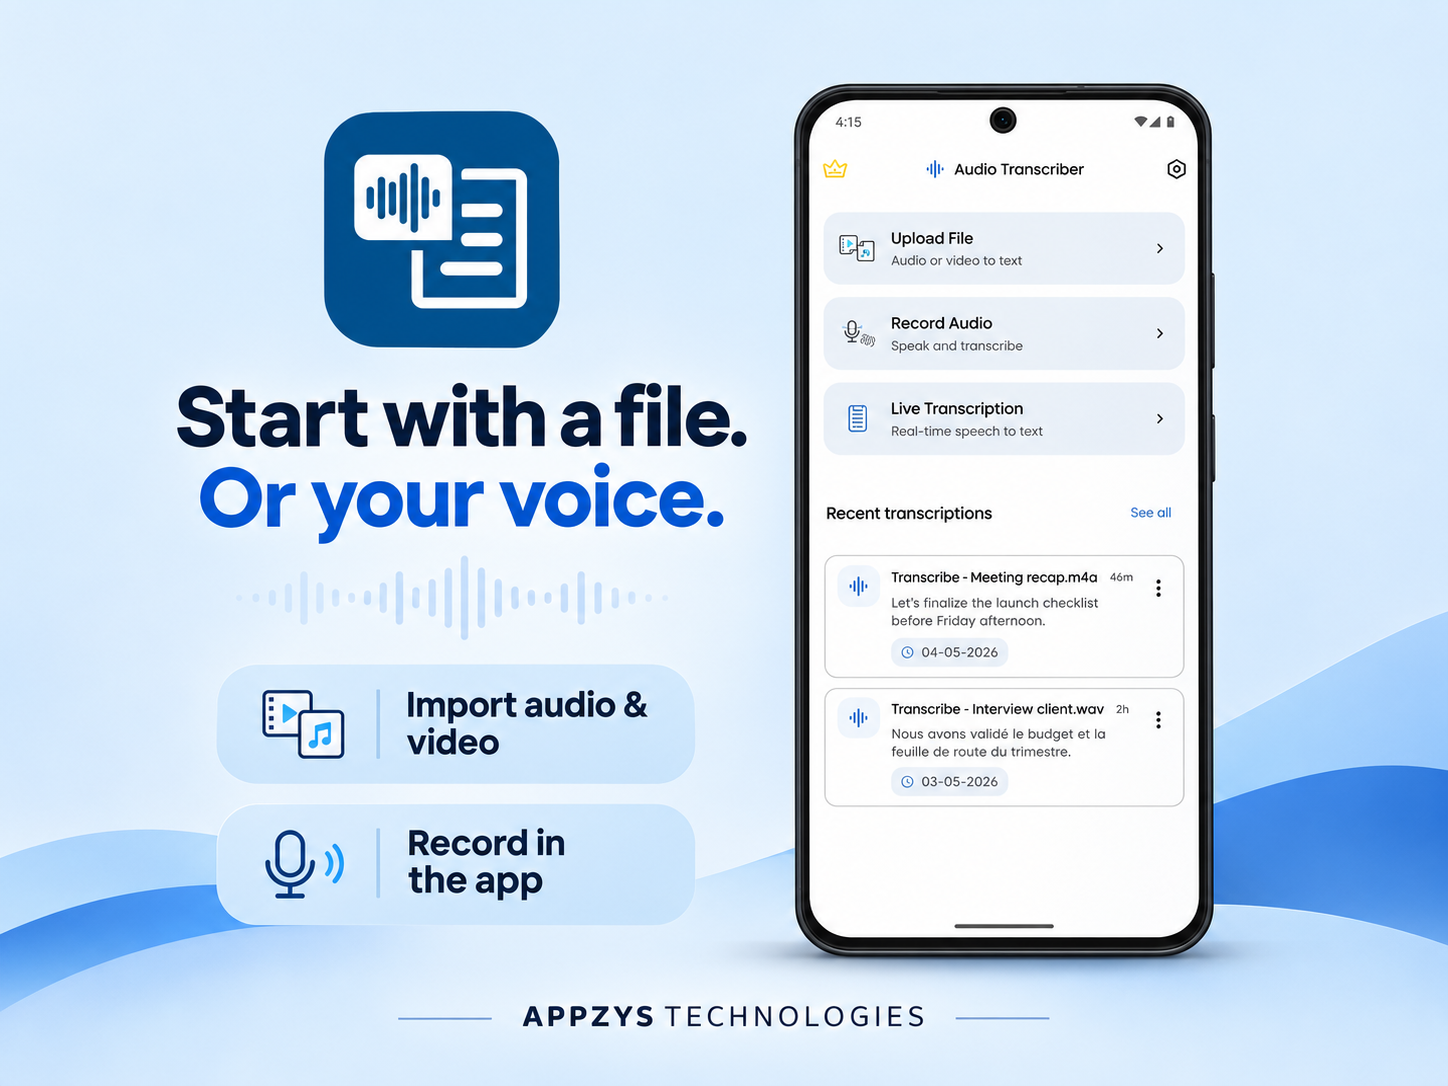 Start with a file.
Or your voice.
Import audio &
video
Record in
the app
4:15
Audio Transcriber
Upload File
Audio or video to text
Record Audio
Speak and transcribe
Live Transcription
Real-time speech to text
Recent transcriptions
See all
Transcribe - Meeting recap.m4a 46m
Let's finalize the launch checklist
before Friday afternoon.
04-05-2026
Transcribe - Interview client.wav 2h
Nous avons validé le budget et la
feuille de route du trimestre.
03-05-2026
APPZYS TECHNOLOGIES